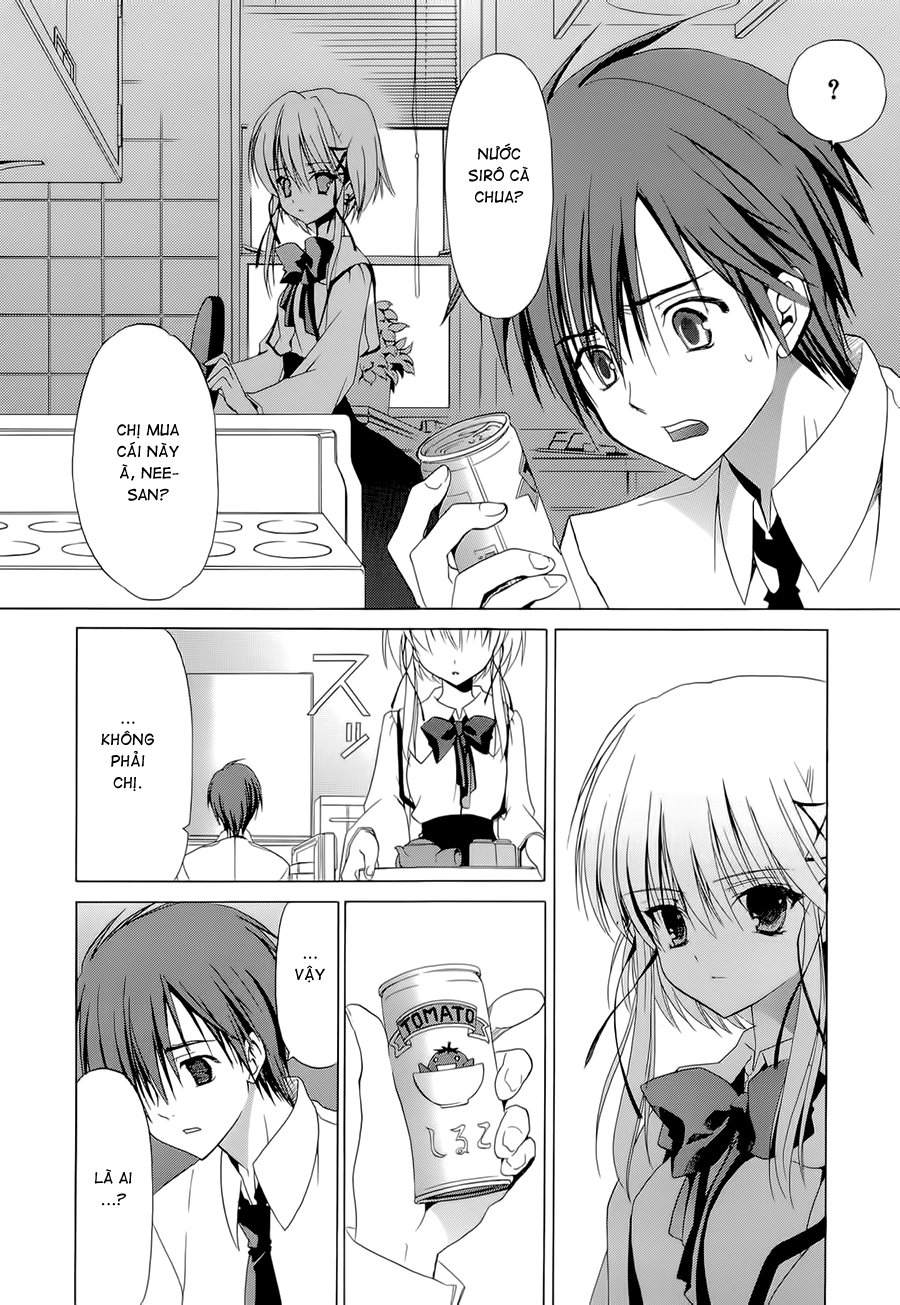 ?
NƯỚC
SIRÔ CÀ
CHUA?
CHỊ MUA
CÁI NÀY
À, NEE-
SAN?
スッ
...
KHÔNG
PHẢI
CHỊ.
...
VẬY
TOMATO
しるこ
LÀ AI
...?